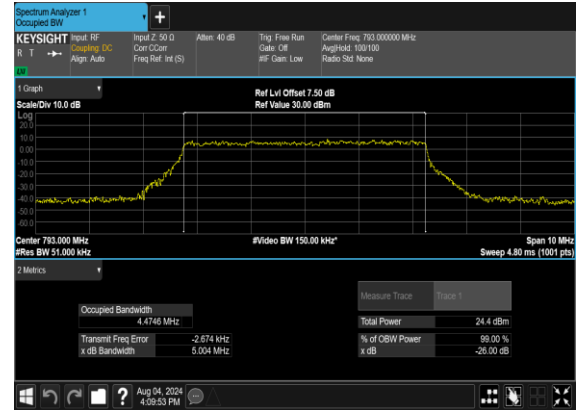 Spectrum Analyzer 1
Occupied BW
KEYSIGHT Input: RF Input Z: 50 Ω Atten: 40 dB Trig: Free Run Center Freq: 793.000000 MHz
R T Coupling: DC Corr CCorr Gate: Off Avg|Hold: 100/100
Align: Auto Freq Ref: Int (S) #IF Gain: Low Radio Std: None
LW
1 Graph
Ref Lvl Offset 7.50 dB
Scale/Div 10.0 dB Ref Value 30.00 dBm
Log
20.0
10.0
0.00
-10.0
-20.0
-30.0
-40.0
-50.0
-60.0
Center 793.000 MHz #Video BW 150.00 kHz* Span 10 MHz
#Res BW 51.000 kHz Sweep 4.80 ms (1001 pts)
2 Metrics
Measure Trace Trace 1
Occupied Bandwidth
4.4746 MHz Total Power 24.4 dBm
Transmit Freq Error -2.674 kHz % of OBW Power 99.00 %
x dB Bandwidth 5.004 MHz x dB -26.00 dB
Aug 04, 2024
4:09:53 PM